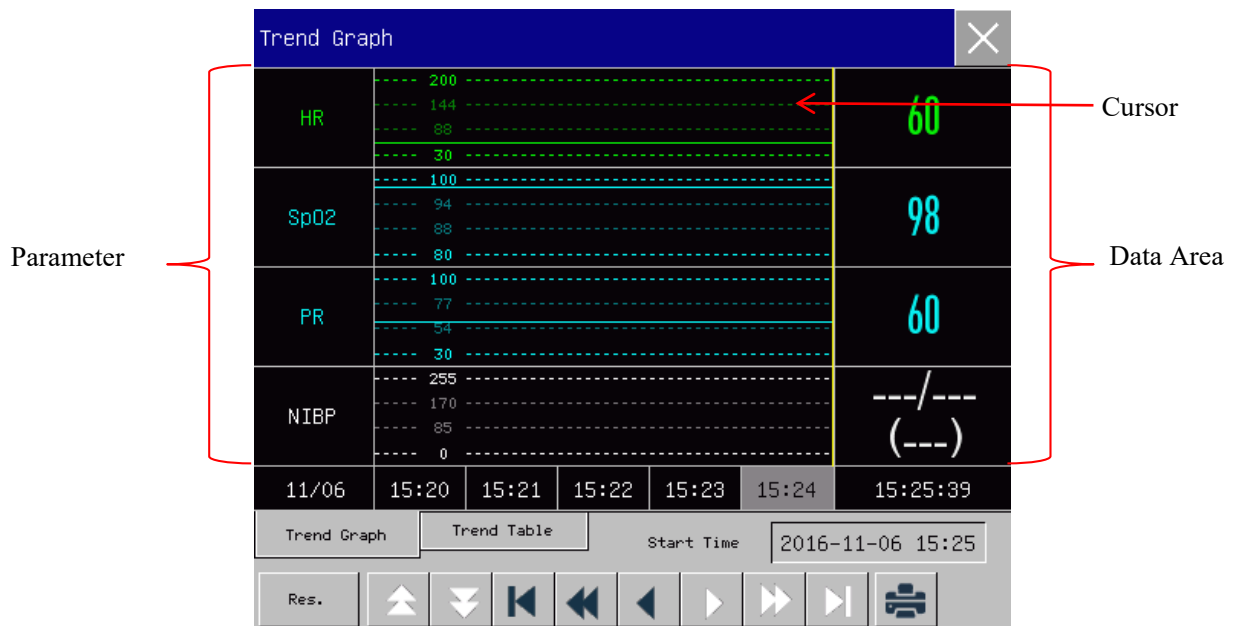 Trend Graph
200
144
HR
88
30
60
Cursor
100
94
SpO2
88
80
98
Parameter
Data Area
100
77
PR
54
30
60
255
170
NIBP
85
0
---/---
(---)
11/06 15:20 15:21 15:22 15:23 15:24 15:25:39
Trend Graph Trend Table Start Time 2016-11-06 15:25
Res.